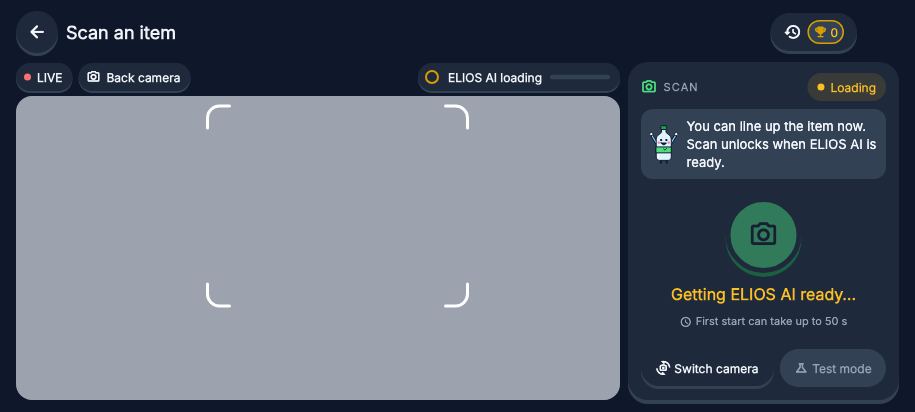 Scan an item
0
LIVE
Back camera
ELIOS AI loading
SCAN
Loading
You can line up the item now.
Scan unlocks when ELIOS AI is
ready.
Getting ELIOS AI ready...
First start can take up to 50 s
Switch camera
Test mode